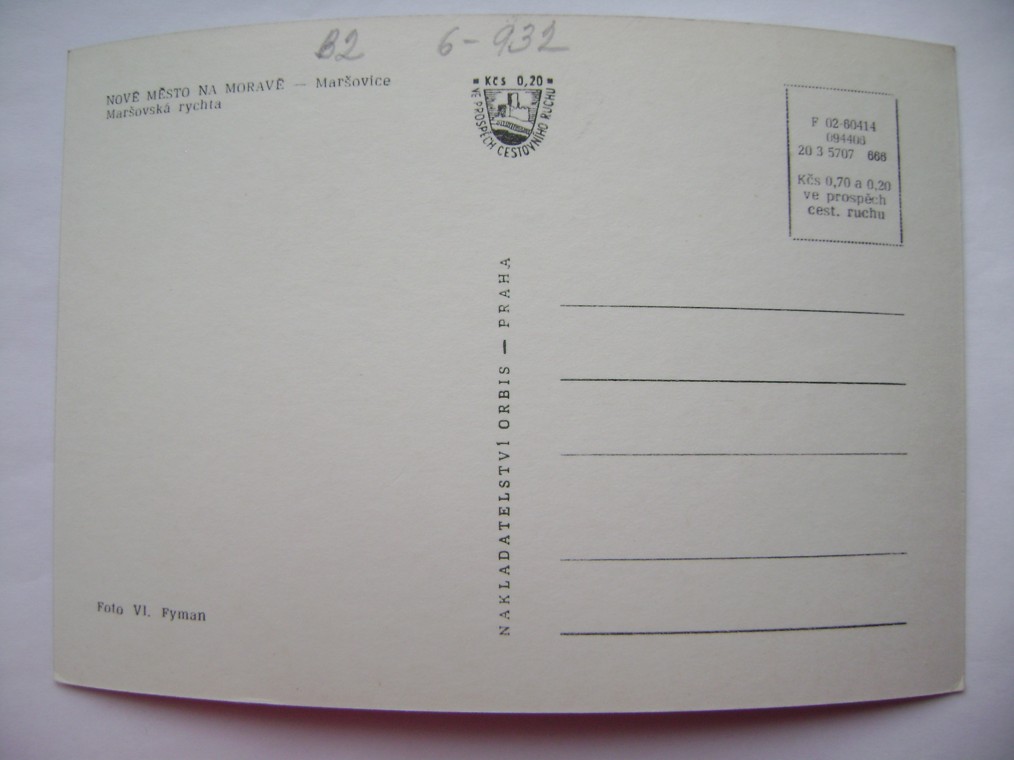 B2 6-932
NOVÉ MĚSTO NA MORAVĚ — Maršovice
Maršovská rychta
Kčs 0,20
VE PROSPĚCH CESTOVNÍHO RUCHU
F 02-60414
094408
20 3 5707 666
Kčs 0,70 a 0,20
ve prospěch
cest. ruchu
NAKLADATELSTVÍ ORBIS — PRAHA
Foto Vl. Fyman